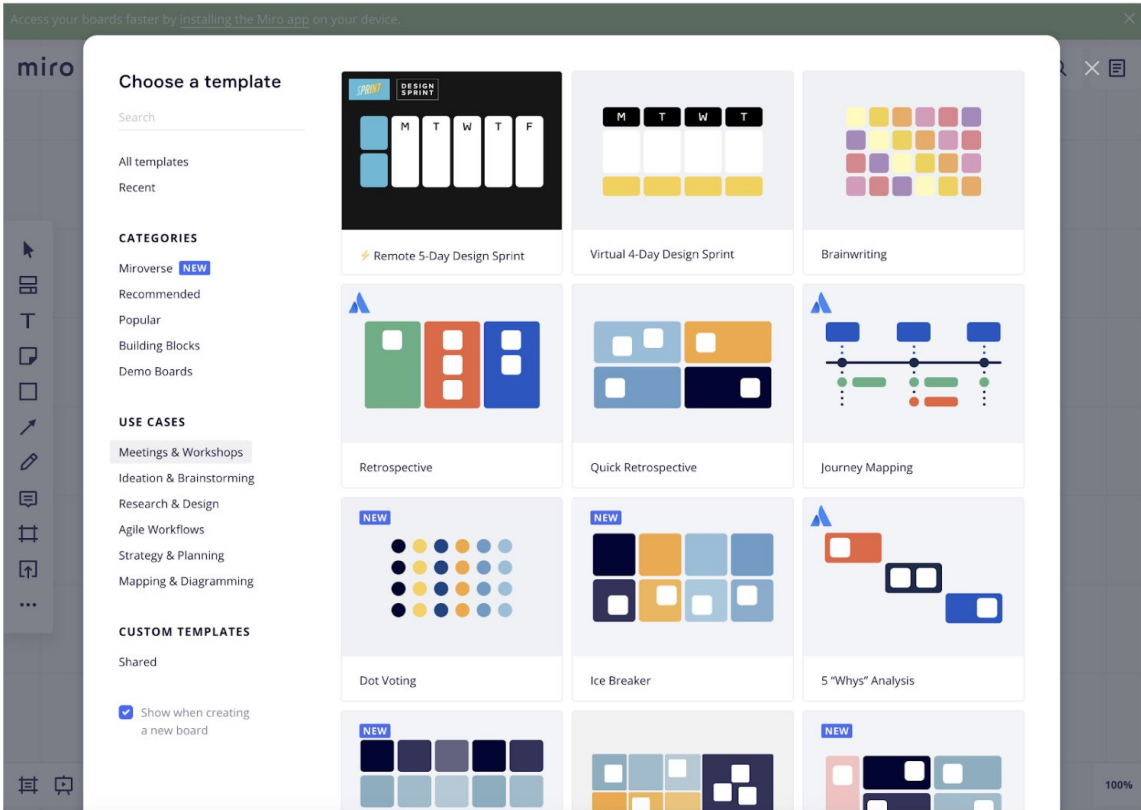 Access your boards faster by installing the Miro app on your device.
miro
Choose a template
Search
All templates
Recent
CATEGORIES
Miroverse NEW
Recommended
Popular
Building Blocks
Demo Boards
USE CASES
Meetings & Workshops
Ideation & Brainstorming
Research & Design
Agile Workflows
Strategy & Planning
Mapping & Diagramming
CUSTOM TEMPLATES
Shared
Show when creating
a new board
SPRINT
DESIGN
SPRINT
M T W T F
⚡ Remote 5-Day Design Sprint
M T W T
Virtual 4-Day Design Sprint
Brainwriting
Retrospective
Quick Retrospective
Journey Mapping
NEW
Dot Voting
NEW
Ice Breaker
5 “Whys” Analysis
NEW
NEW
T
100%